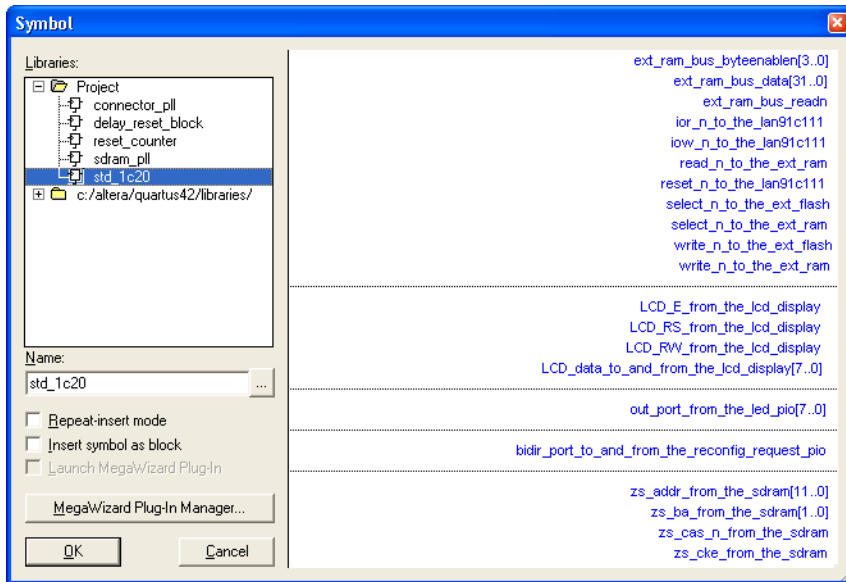 Symbol
Libraries:
Project
connector_pll
delay_reset_block
reset_counter
sdram_pll
std_1c20
c:/altera/quartus42/libraries/
Name:
std_1c20
...
Repeat-insert mode
Insert symbol as block
Launch MegaWizard Plug-In
MegaWizard Plug-In Manager...
OK
Cancel
ext_ram_bus_byteenablen[3..0]
ext_ram_bus_data[31..0]
ext_ram_bus_readn
ior_n_to_the_lan91c111
iow_n_to_the_lan91c111
read_n_to_the_ext_ram
reset_n_to_the_lan91c111
select_n_to_the_ext_flash
select_n_to_the_ext_ram
write_n_to_the_ext_flash
write_n_to_the_ext_ram
LCD_E_from_the_lcd_display
LCD_RS_from_the_lcd_display
LCD_RW_from_the_lcd_display
LCD_data_to_and_from_the_lcd_display[7..0]
out_port_from_the_led_pio[7..0]
bidir_port_to_and_from_the_reconfig_request_pio
zs_addr_from_the_sdram[11..0]
zs_ba_from_the_sdram[1..0]
zs_cas_n_from_the_sdram
zs_cke_from_the_sdram